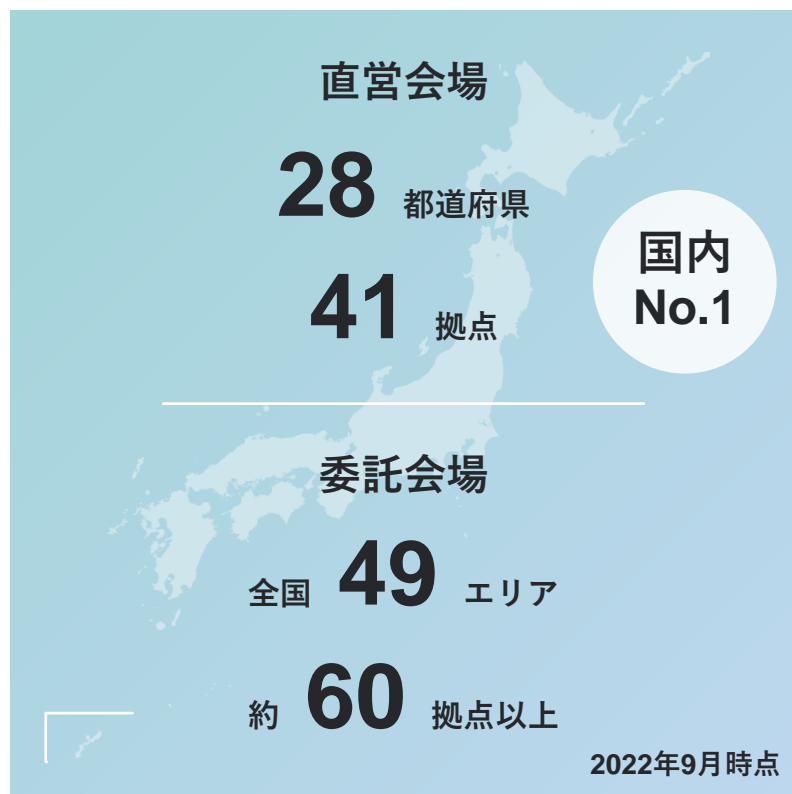 直営会場
28 都道府県
41 拠点
国内
No.1
委託会場
全国 49 エリア
約 60 拠点以上
2022年9月時点